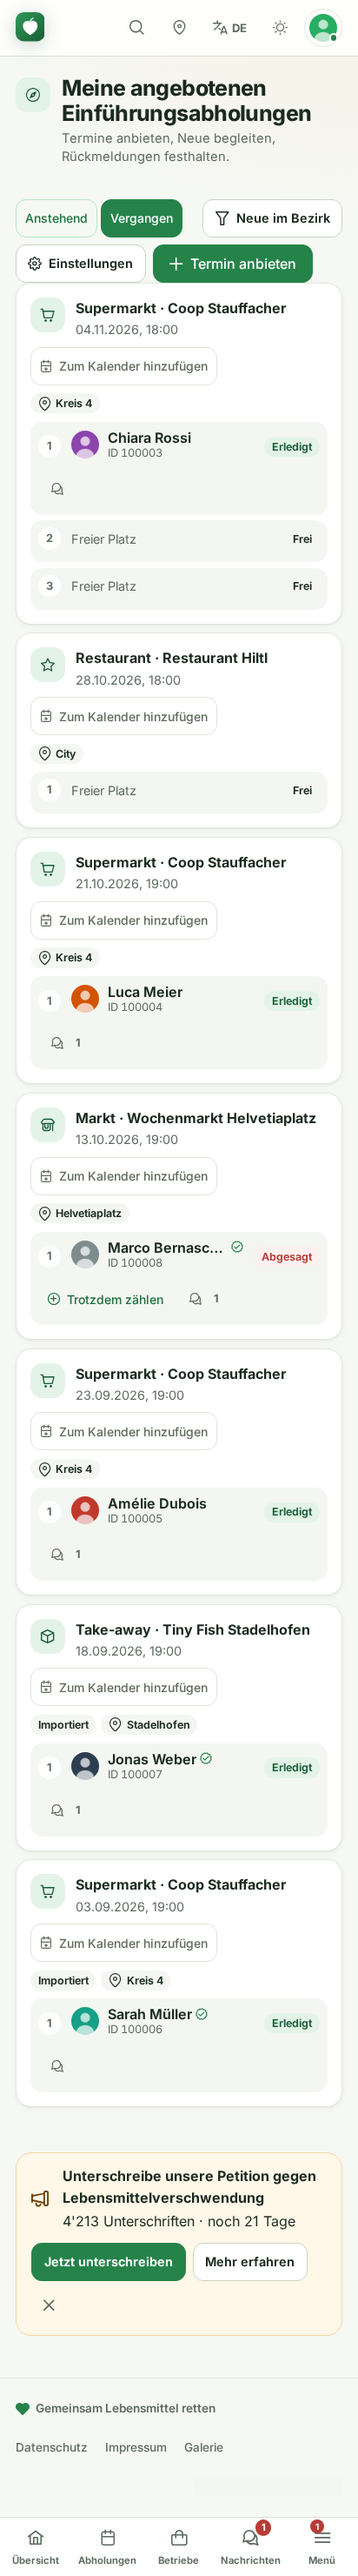 DE
Meine angebotenen
Einführungsabholungen
Termine anbieten, Neue begleiten,
Rückmeldungen festhalten.
Anstehend
Vergangen
Neue im Bezirk
Einstellungen
Termin anbieten
Supermarkt · Coop Stauffacher
04.11.2026, 18:00
Zum Kalender hinzufügen
Kreis 4
1
Chiara Rossi
ID 100003
Erledigt
2
Freier Platz
Frei
3
Freier Platz
Frei
Restaurant · Restaurant Hiltl
28.10.2026, 18:00
Zum Kalender hinzufügen
City
1
Freier Platz
Frei
Supermarkt · Coop Stauffacher
21.10.2026, 19:00
Zum Kalender hinzufügen
Kreis 4
1
Luca Meier
ID 100004
Erledigt
1
Markt · Wochenmarkt Helvetiaplatz
13.10.2026, 19:00
Zum Kalender hinzufügen
Helvetiaplatz
1
Marco Bernasc...
ID 100008
Abgesagt
Trotzdem zählen
1
Supermarkt · Coop Stauffacher
23.09.2026, 19:00
Zum Kalender hinzufügen
Kreis 4
1
Amélie Dubois
ID 100005
Erledigt
1
Take-away · Tiny Fish Stadelhofen
18.09.2026, 19:00
Zum Kalender hinzufügen
Importiert
Stadelhofen
1
Jonas Weber
ID 100007
Erledigt
1
Supermarkt · Coop Stauffacher
03.09.2026, 19:00
Zum Kalender hinzufügen
Importiert
Kreis 4
1
Sarah Müller
ID 100006
Erledigt
Unterschreibe unsere Petition gegen
Lebensmittelverschwendung
4'213 Unterschriften · noch 21 Tage
Jetzt unterschreiben
Mehr erfahren
Gemeinsam Lebensmittel retten
Datenschutz
Impressum
Galerie
1
1
Übersicht
Abholungen
Betriebe
Nachrichten
Menü